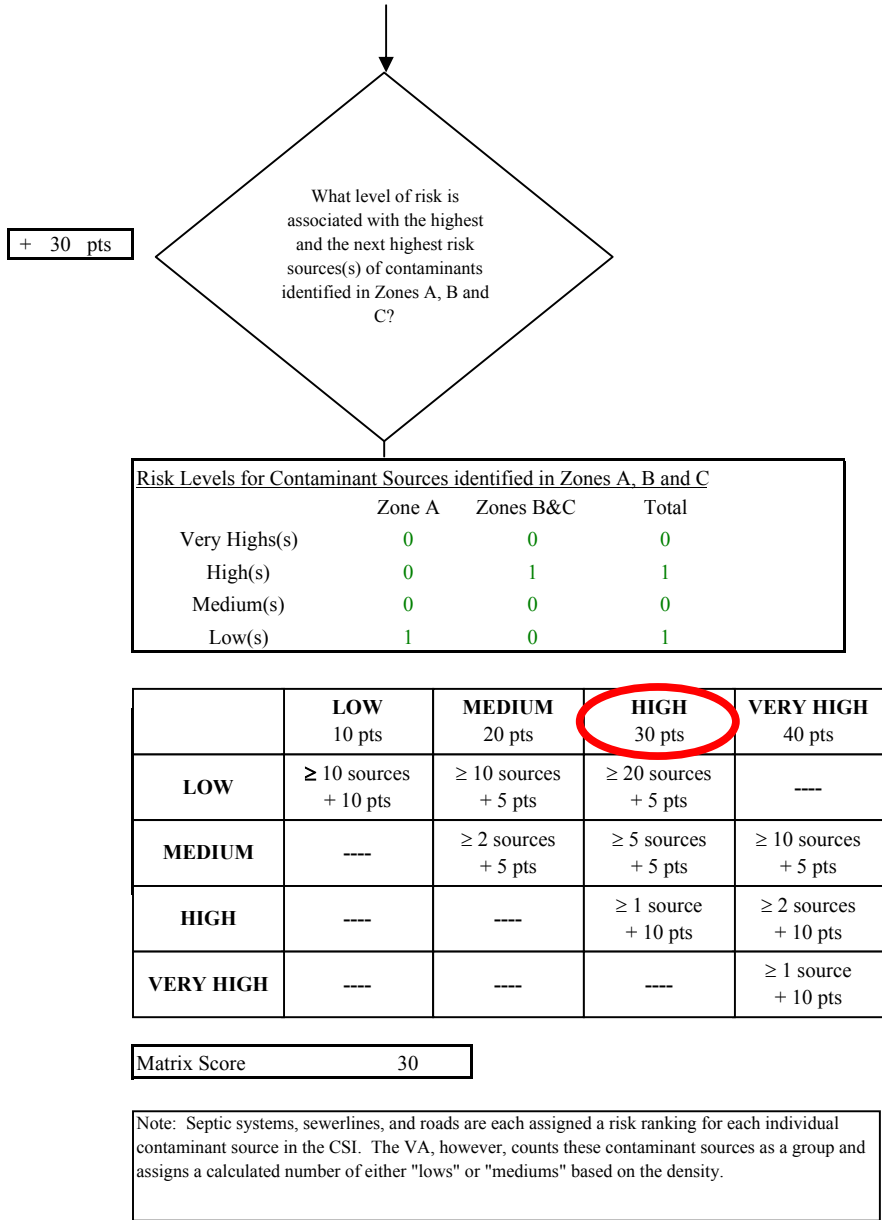 What level of risk is
associated with the highest
and the next highest risk
sources(s) of contaminants
identified in Zones A, B and
C?
+ 30 pts
Risk Levels for Contaminant Sources identified in Zones A, B and C
Zone A Zones B&C Total
Very Highs(s) 0 0 0
High(s) 0 1 1
Medium(s) 0 0 0
Low(s) 1 0 1
LOW MEDIUM HIGH VERY HIGH
10 pts 20 pts 30 pts 40 pts
LOW ≥ 10 sources ≥ 10 sources ≥ 20 sources ----
+ 10 pts + 5 pts + 5 pts
MEDIUM ---- ≥ 2 sources ≥ 5 sources ≥ 10 sources
+ 5 pts + 5 pts + 5 pts
HIGH ---- ---- ≥ 1 source ≥ 2 sources
+ 10 pts + 10 pts
VERY HIGH ---- ---- ---- ≥ 1 source
+ 10 pts
Matrix Score 30
Note: Septic systems, sewerlines, and roads are each assigned a risk ranking for each individual
contaminant source in the CSI. The VA, however, counts these contaminant sources as a group and
assigns a calculated number of either "lows" or "mediums" based on the density.